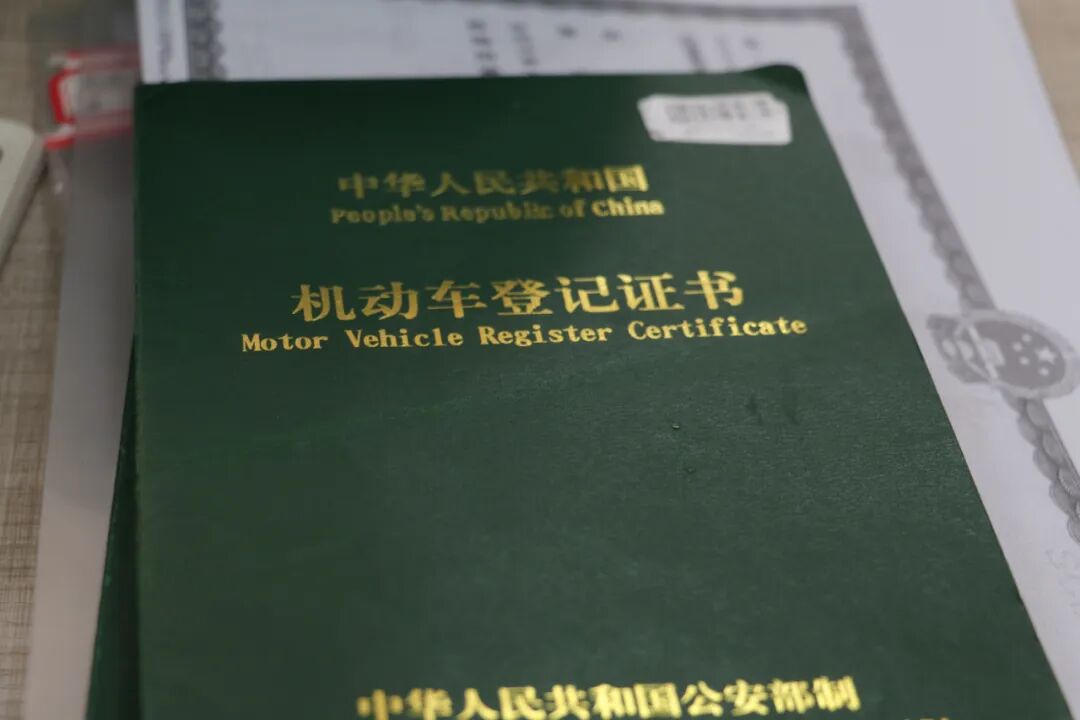 中华人民共和国
People's Republic of China
机动车登记证书
Motor Vehicle Register Certificate
中华人民共和国公安部制